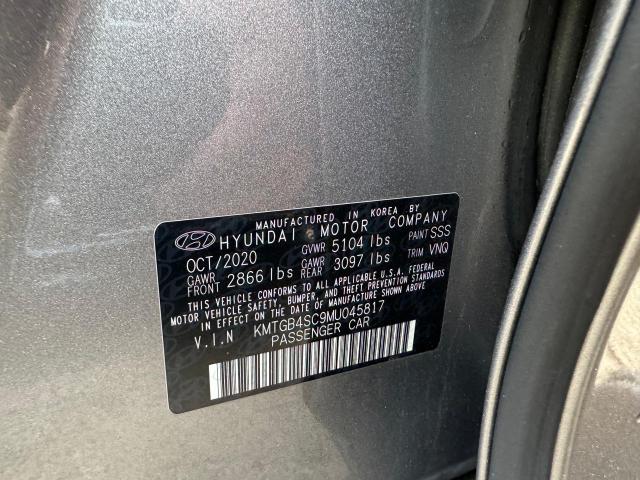 MANUFACTURED IN KOREA BY
HYUNDAI MOTOR COMPANY
OCT/2020 GVWR 5104 lbs PAINT SSS
GAWR FRONT 2866 lbs GAWR REAR 3097 lbs TRIM VNQ
THIS VEHICLE CONFORMS TO ALL APPLICABLE U.S.A. FEDERAL
MOTOR VEHICLE SAFETY, BUMPER, AND THEFT PREVENTION STANDARDS
IN EFFECT ON THE DATE OF MANUFACTURE SHOWN ABOVE.
V.I.N KMTGB4SC9MU045817
PASSENGER CAR